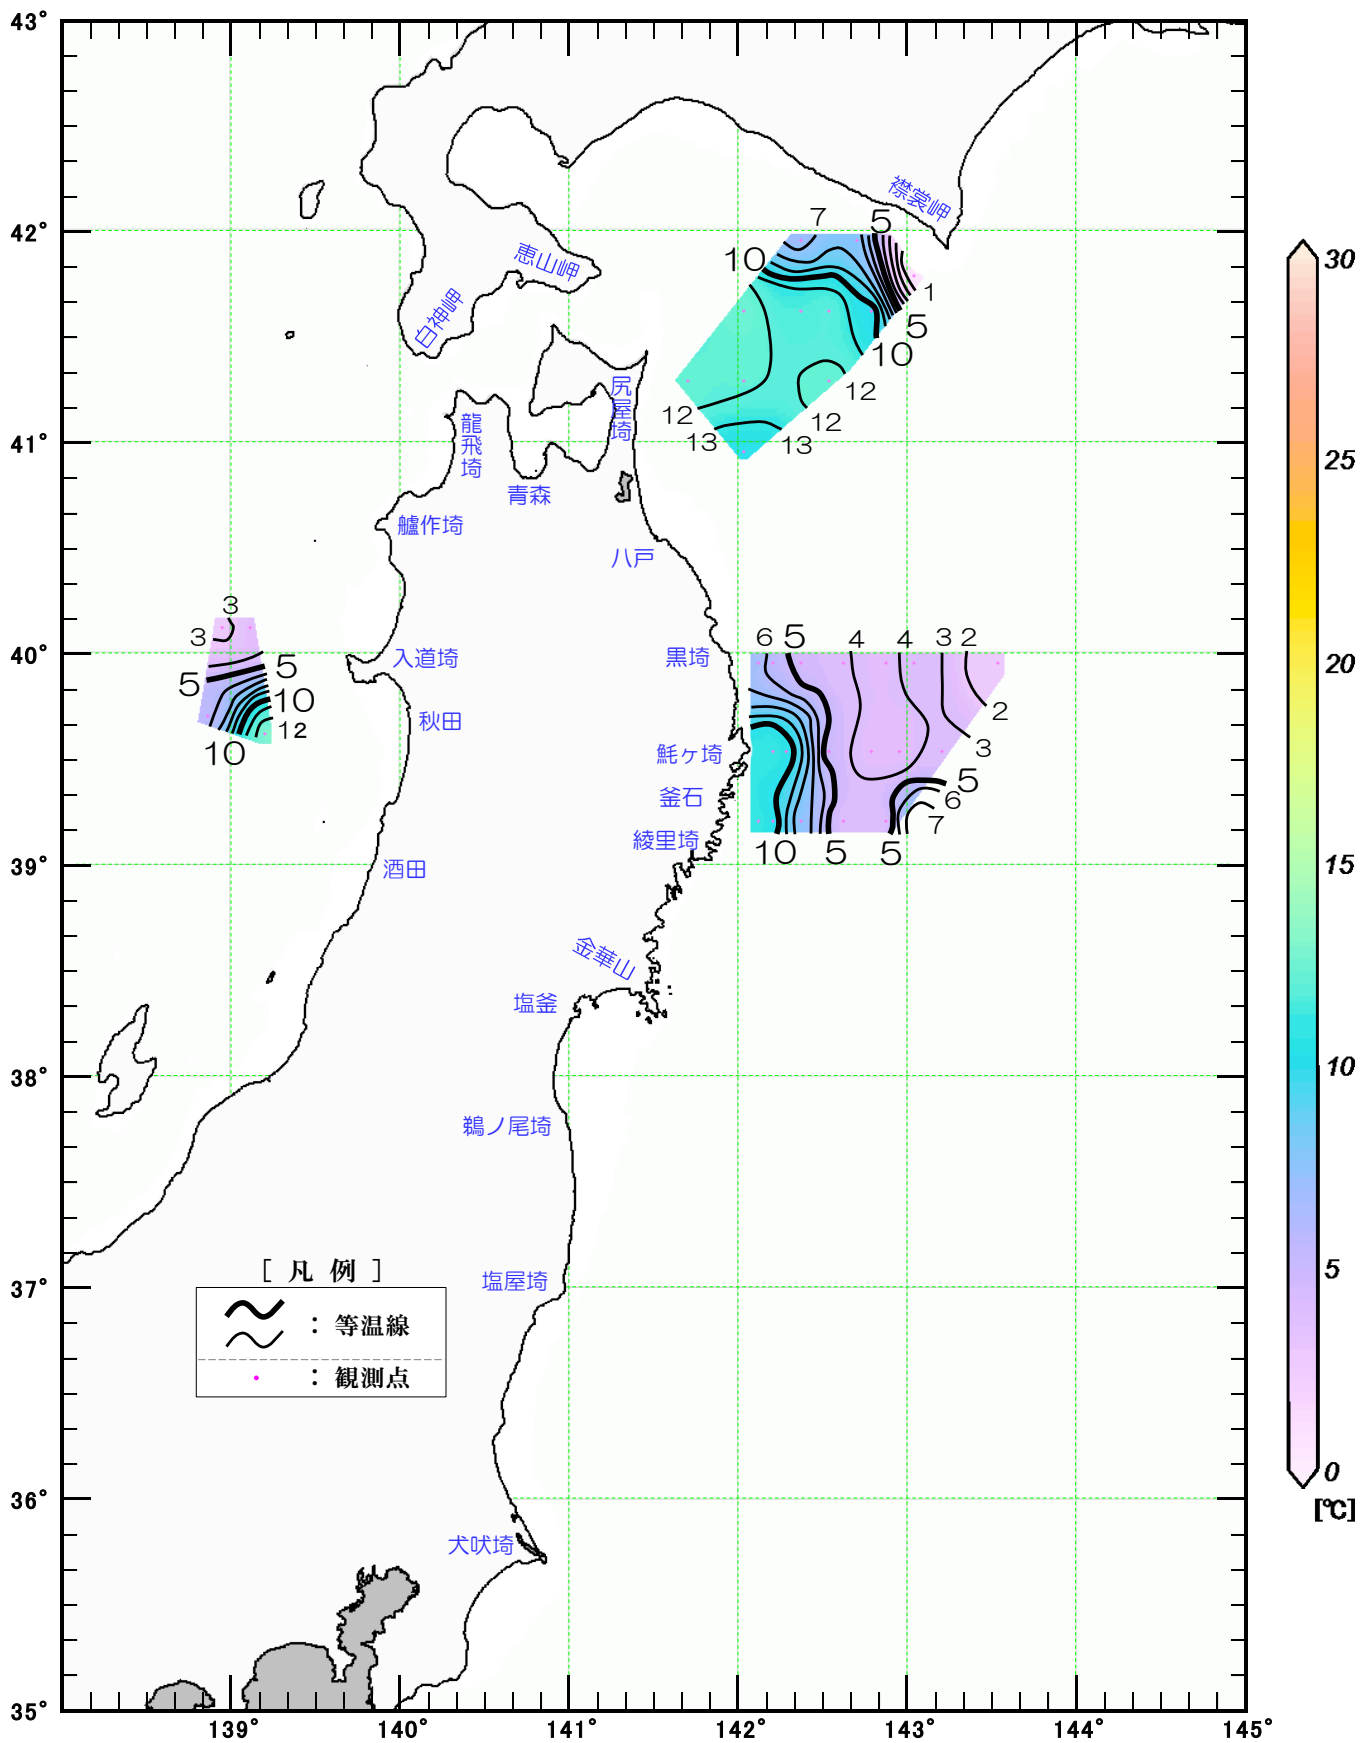 43°
42°
41°
40°
39°
38°
37°
36°
35°
139°
140°
141°
142°
143°
144°
145°
襟裳岬
恵山岬
白神岬
尻屋埼
龍飛埼
青森
艫作埼
八戸
入道埼
黒埼
秋田
魹ヶ埼
釜石
綾里埼
酒田
金華山
塩釜
鵜ノ尾埼
塩屋埼
犬吠埼
7
5
10
1
5
10
12
12
12
13
13
3
3
5
5
10
10
12
6
5
4
4
3
2
2
3
5
6
7
10
5
5
[ 凡 例 ]
: 等温線
: 観測点
30
25
20
15
10
5
0
[℃]